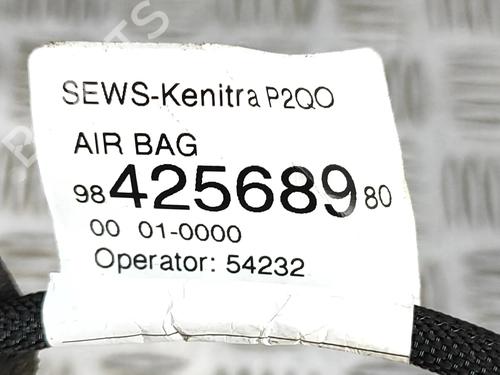 SEWS-Kenitra P2QO
AIR BAG
98 425689 80
00 01-0000
Operator: 54232